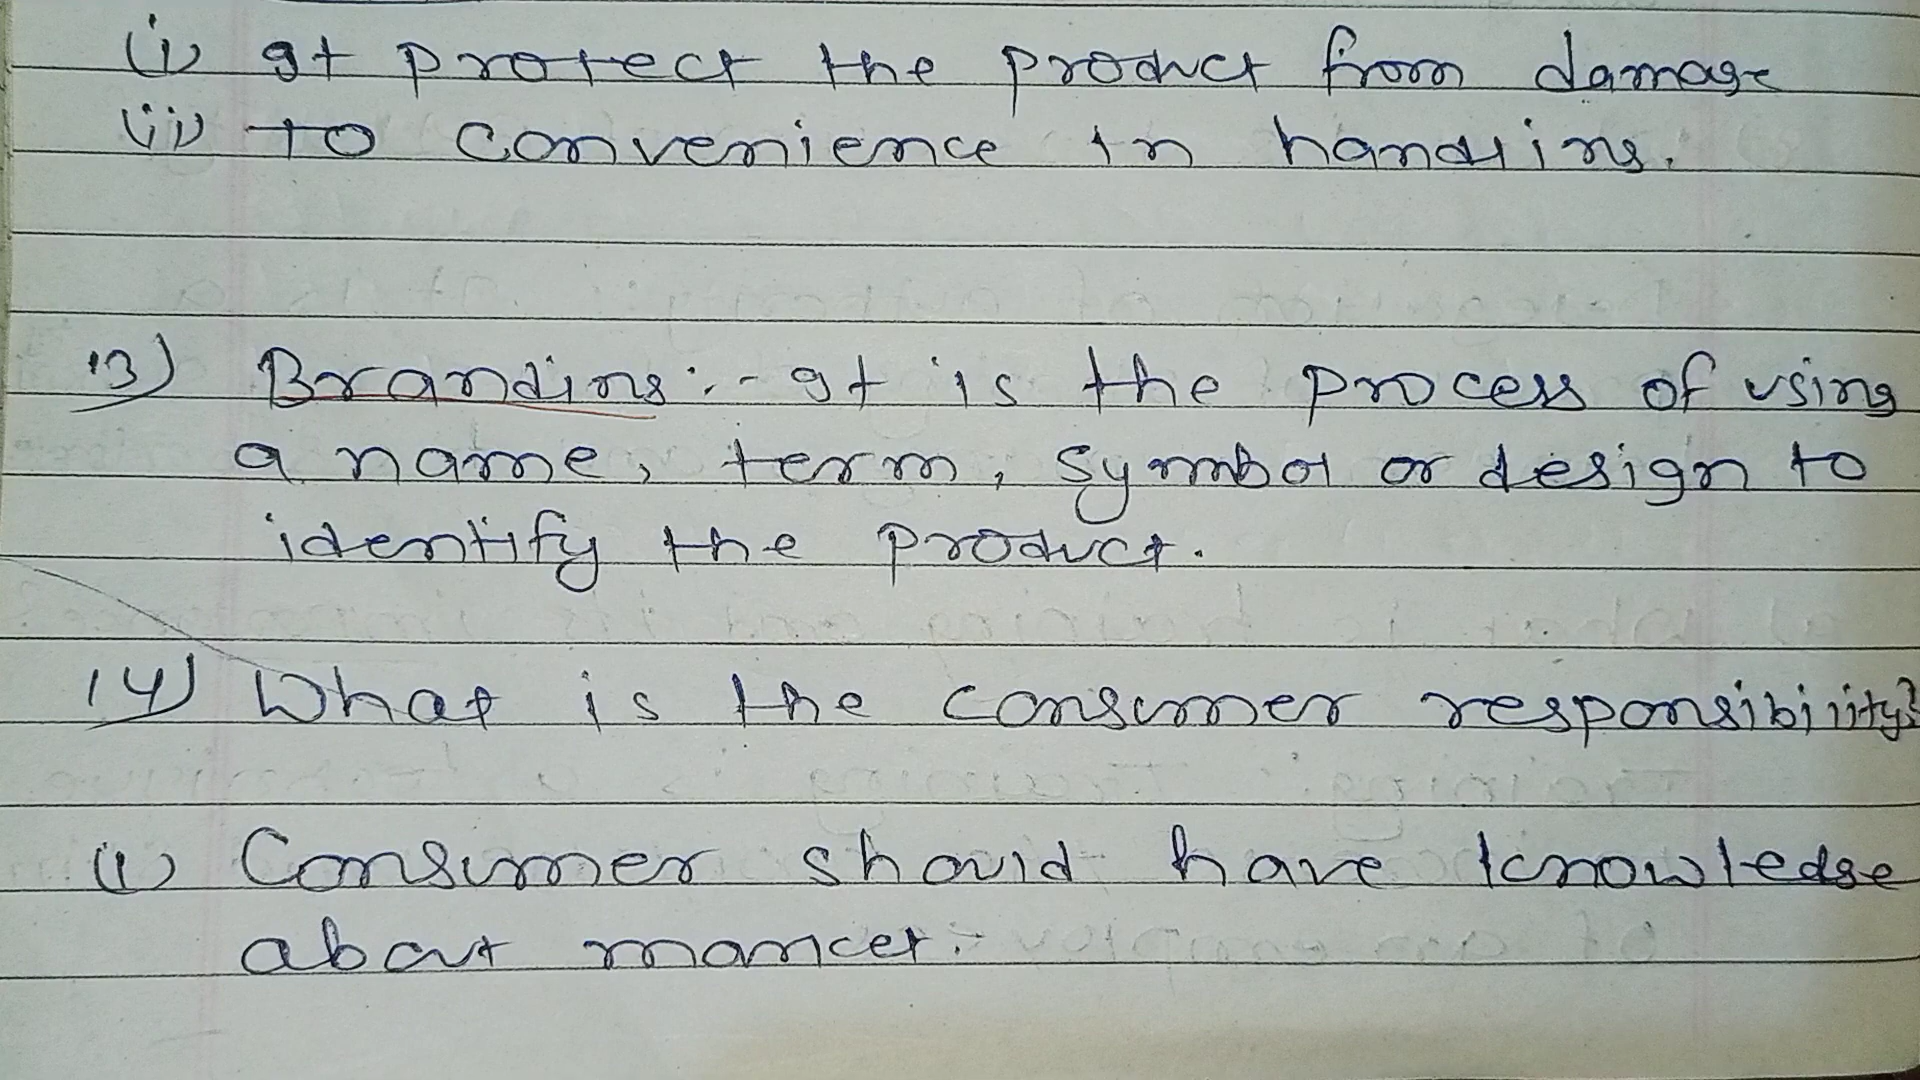 (i) It protect the product from damage
(ii) to convenience in handling.
13) Branding :- It is the process of using
a name, term, symbol or design to
identify the product.
14) What is the consumer responsibility?
(i) Consumer should have knowledge
about market.